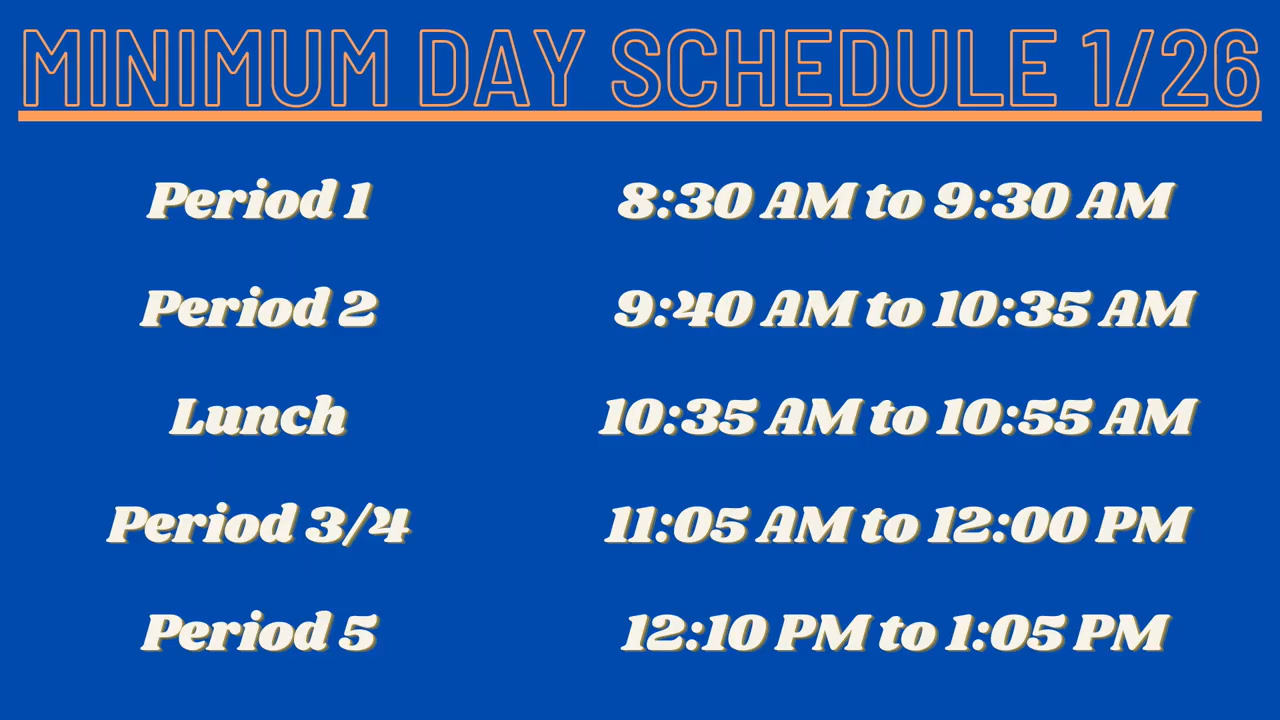 MINIMUM DAY SCHEDULE 1/26
Period 1 8:30 AM to 9:30 AM
Period 2 9:40 AM to 10:35 AM
Lunch 10:35 AM to 10:55 AM
Period 3/4 11:05 AM to 12:00 PM
Period 5 12:10 PM to 1:05 PM